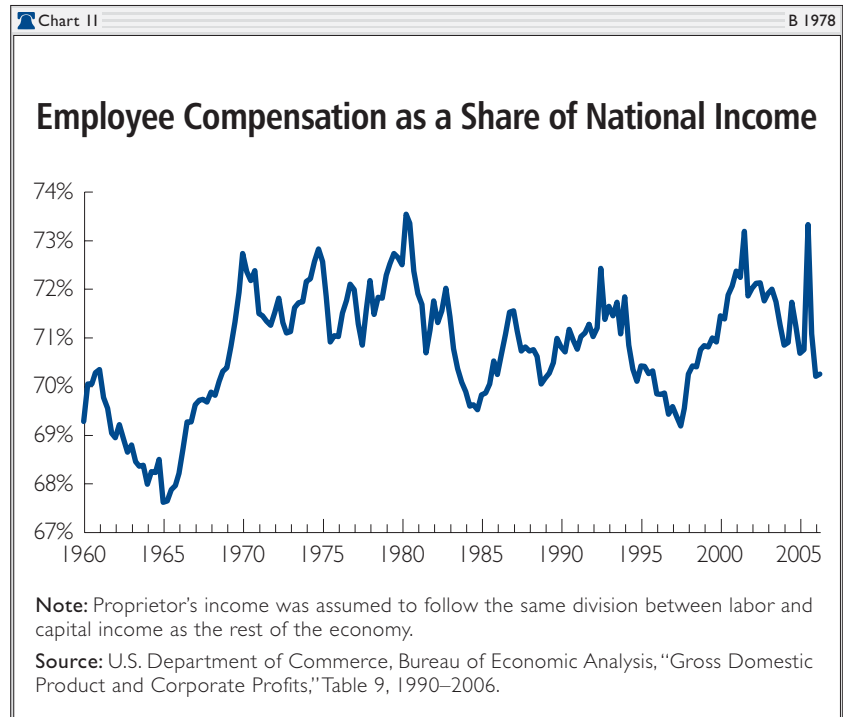 Chart 11 B 1978
Employee Compensation as a Share of National Income
74%
73%
72%
71%
70%
69%
68%
67%
1960 1965 1970 1975 1980 1985 1990 1995 2000 2005
Note: Proprietor's income was assumed to follow the same division between labor and
capital income as the rest of the economy.
Source: U.S. Department of Commerce, Bureau of Economic Analysis, “Gross Domestic
Product and Corporate Profits,” Table 9, 1990–2006.